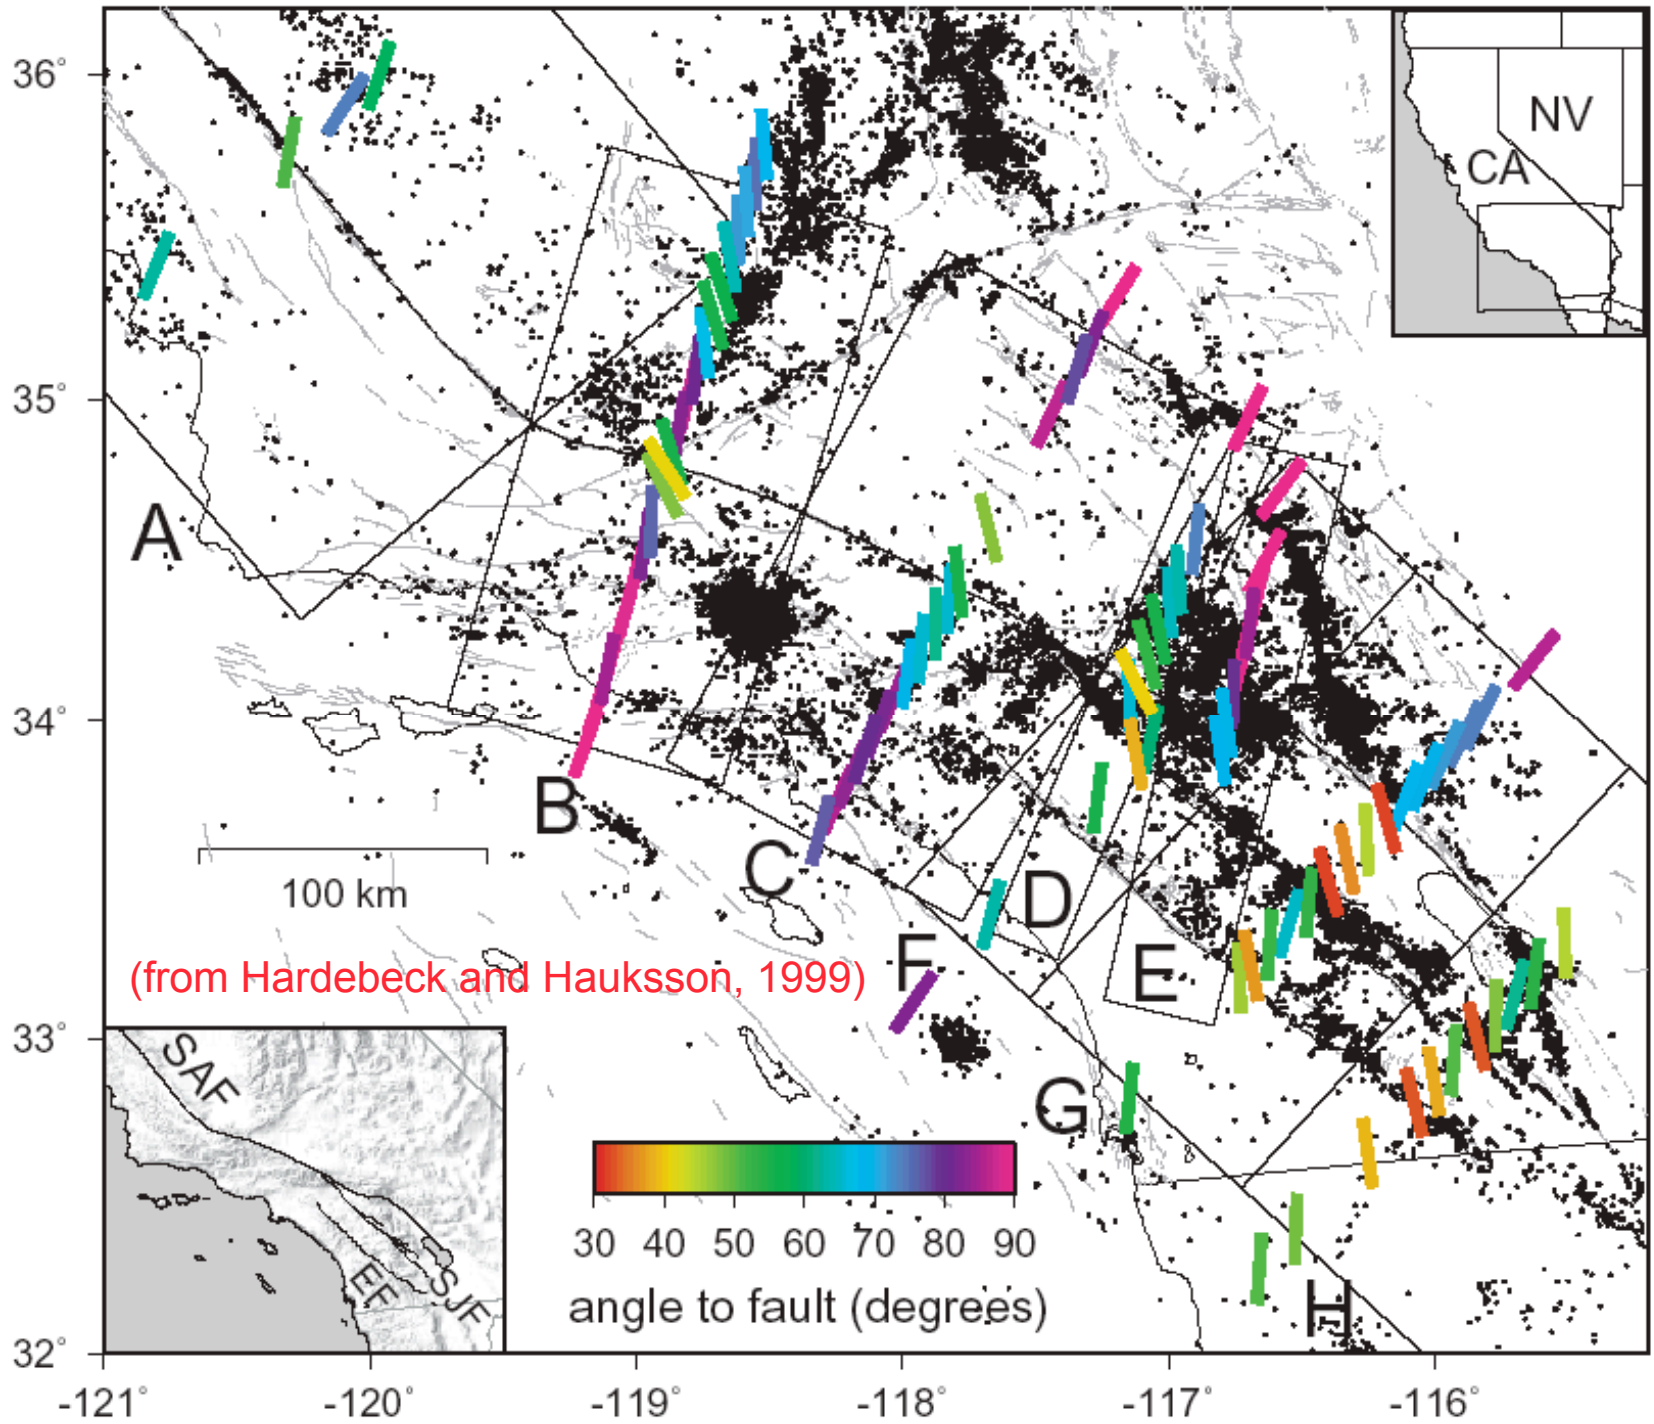 36°
35°
34°
33°
32°
-121°
-120°
-119°
-118°
-117°
-116°
NV
CA
A
B
C
D
E
F
G
H
100 km
(from Hardebeck and Hauksson, 1999)
SAF
EF
SJF
30 40 50 60 70 80 90
angle to fault (degrees)